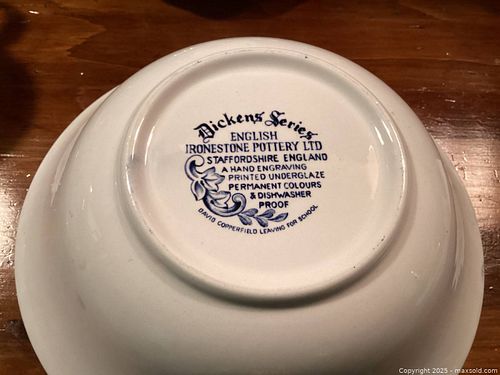 Dickens Series
ENGLISH
IRONESTONE POTTERY LTD
STAFFORDSHIRE ENGLAND
A HAND ENGRAVING
PRINTED UNDERGLAZE
PERMANENT COLOURS
& DISHWASHER
PROOF
DAVID COPPERFIELD LEAVING FOR SCHOOL
Copyright 2025 - maxsold.com